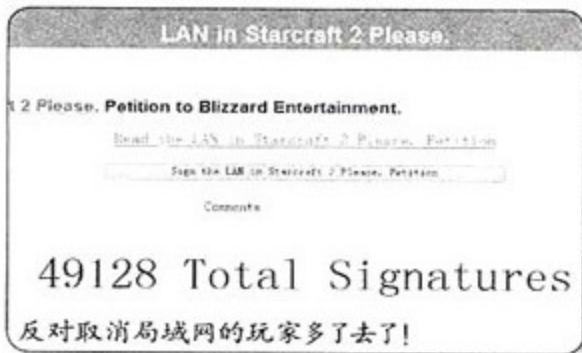 LAN in Starcraft 2 Please.
t 2 Please. Petition to Blizzard Entertainment.
Read the LAN in Starcraft 2 Please. Petition
Sign the LAN in Starcraft 2 Please. Petition
Comments
49128 Total Signatures
反对取消局域网的玩家多了去了!